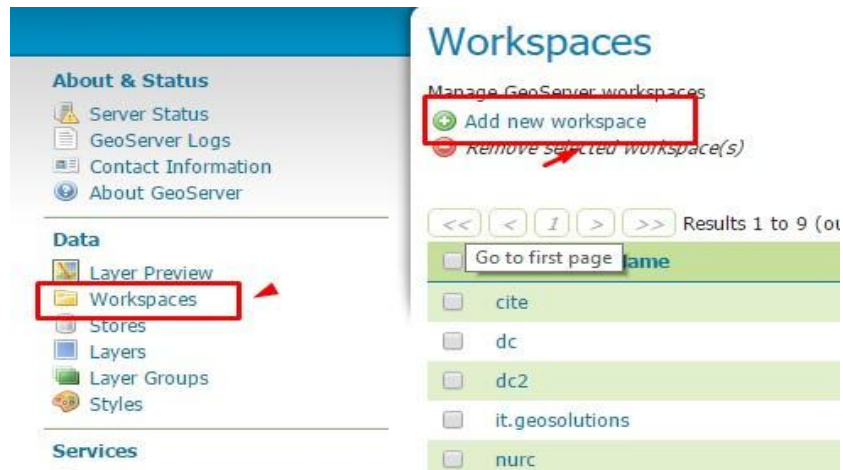 About & Status
Server Status
GeoServer Logs
Contact Information
About GeoServer
Data
Layer Preview
Workspaces
Stores
Layers
Layer Groups
Styles
Services
Workspaces
Manage GeoServer workspaces
Add new workspace
Remove selected workspace(s)
<< < 1 > >> Results 1 to 9 (ou
Go to first page
cite
dc
dc2
it.geosolutions
nurc